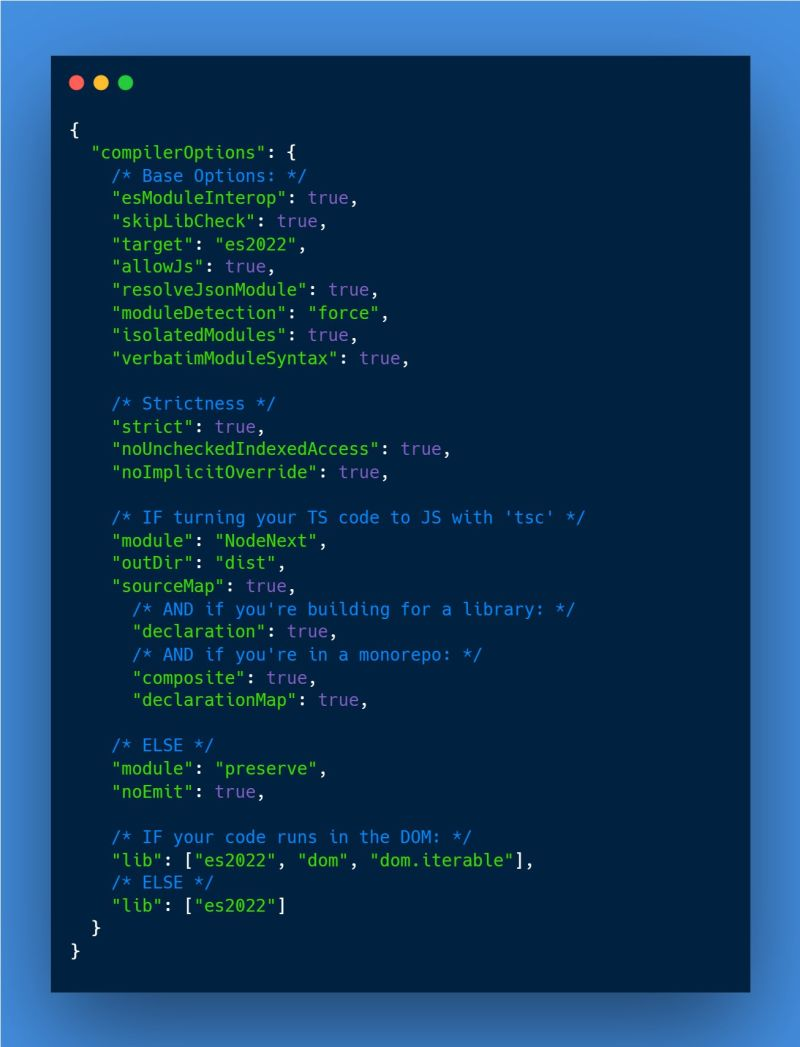 {
"compilerOptions": {
/* Base Options: */
"esModuleInterop": true,
"skipLibCheck": true,
"target": "es2022",
"allowJs": true,
"resolveJsonModule": true,
"moduleDetection": "force",
"isolatedModules": true,
"verbatimModuleSyntax": true,
/* Strictness */
"strict": true,
"noUncheckedIndexedAccess": true,
"noImplicitOverride": true,
/* IF turning your TS code to JS with 'tsc' */
"module": "NodeNext",
"outDir": "dist",
"sourceMap": true,
/* AND if you're building for a library: */
"declaration": true,
/* AND if you're in a monorepo: */
"composite": true,
"declarationMap": true,
/* ELSE */
"module": "preserve",
"noEmit": true,
/* IF your code runs in the DOM: */
"lib": ["es2022", "dom", "dom.iterable"],
/* ELSE */
"lib": ["es2022"]
}
}